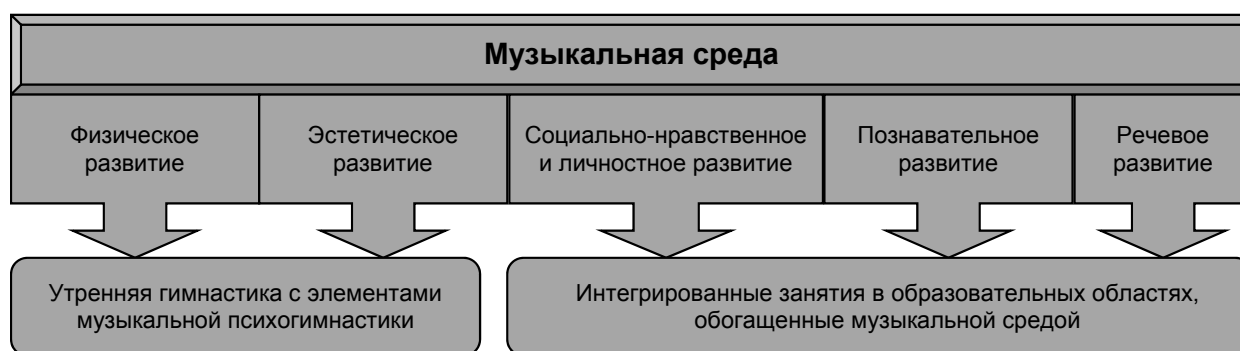 Музыкальная среда
Физическое
развитие
Эстетическое
развитие
Социально-нравственное
и личностное развитие
Познавательное
развитие
Речевое
развитие
Утренняя гимнастика с элементами
музыкальной психогимнастики
Интегрированные занятия в образовательных областях,
обогащенные музыкальной средой